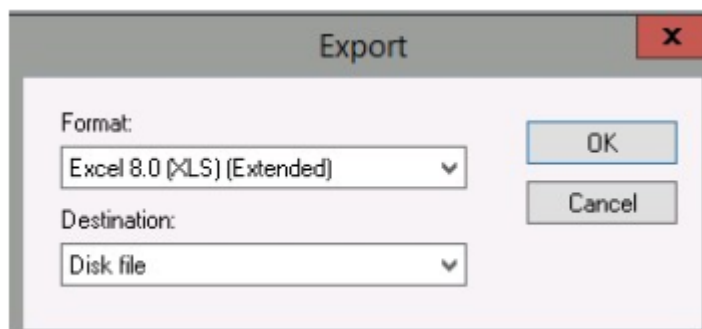 Export
x
Format:
Excel 8.0 (XLS) (Extended)
OK
Cancel
Destination:
Disk file